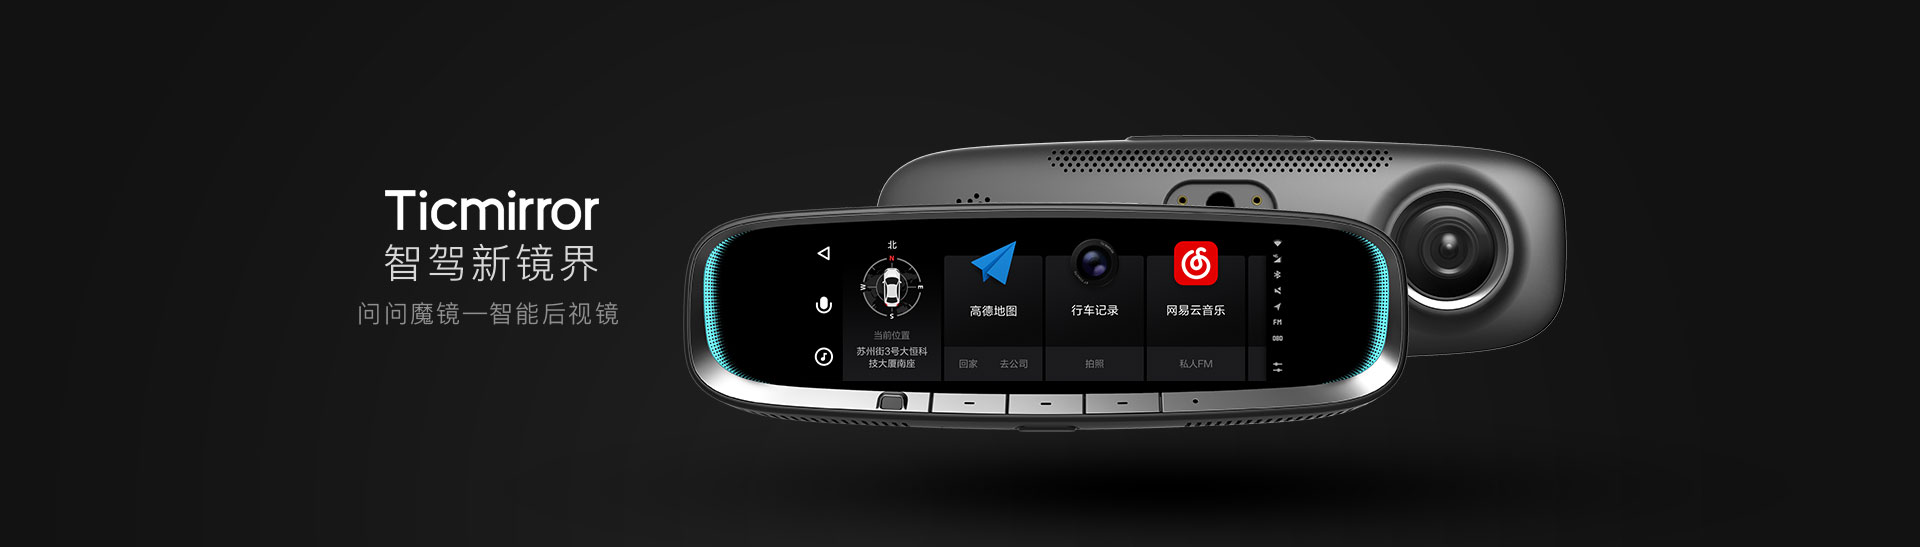 Ticmirror
智驾新镜界
问问魔镜—智能后视镜
北
N
W
E
S
当前位置
苏州街3号大恒科
技大厦南座
高德地图
回家 去公司
行车记录
拍照
网易云音乐
私人FM
FM